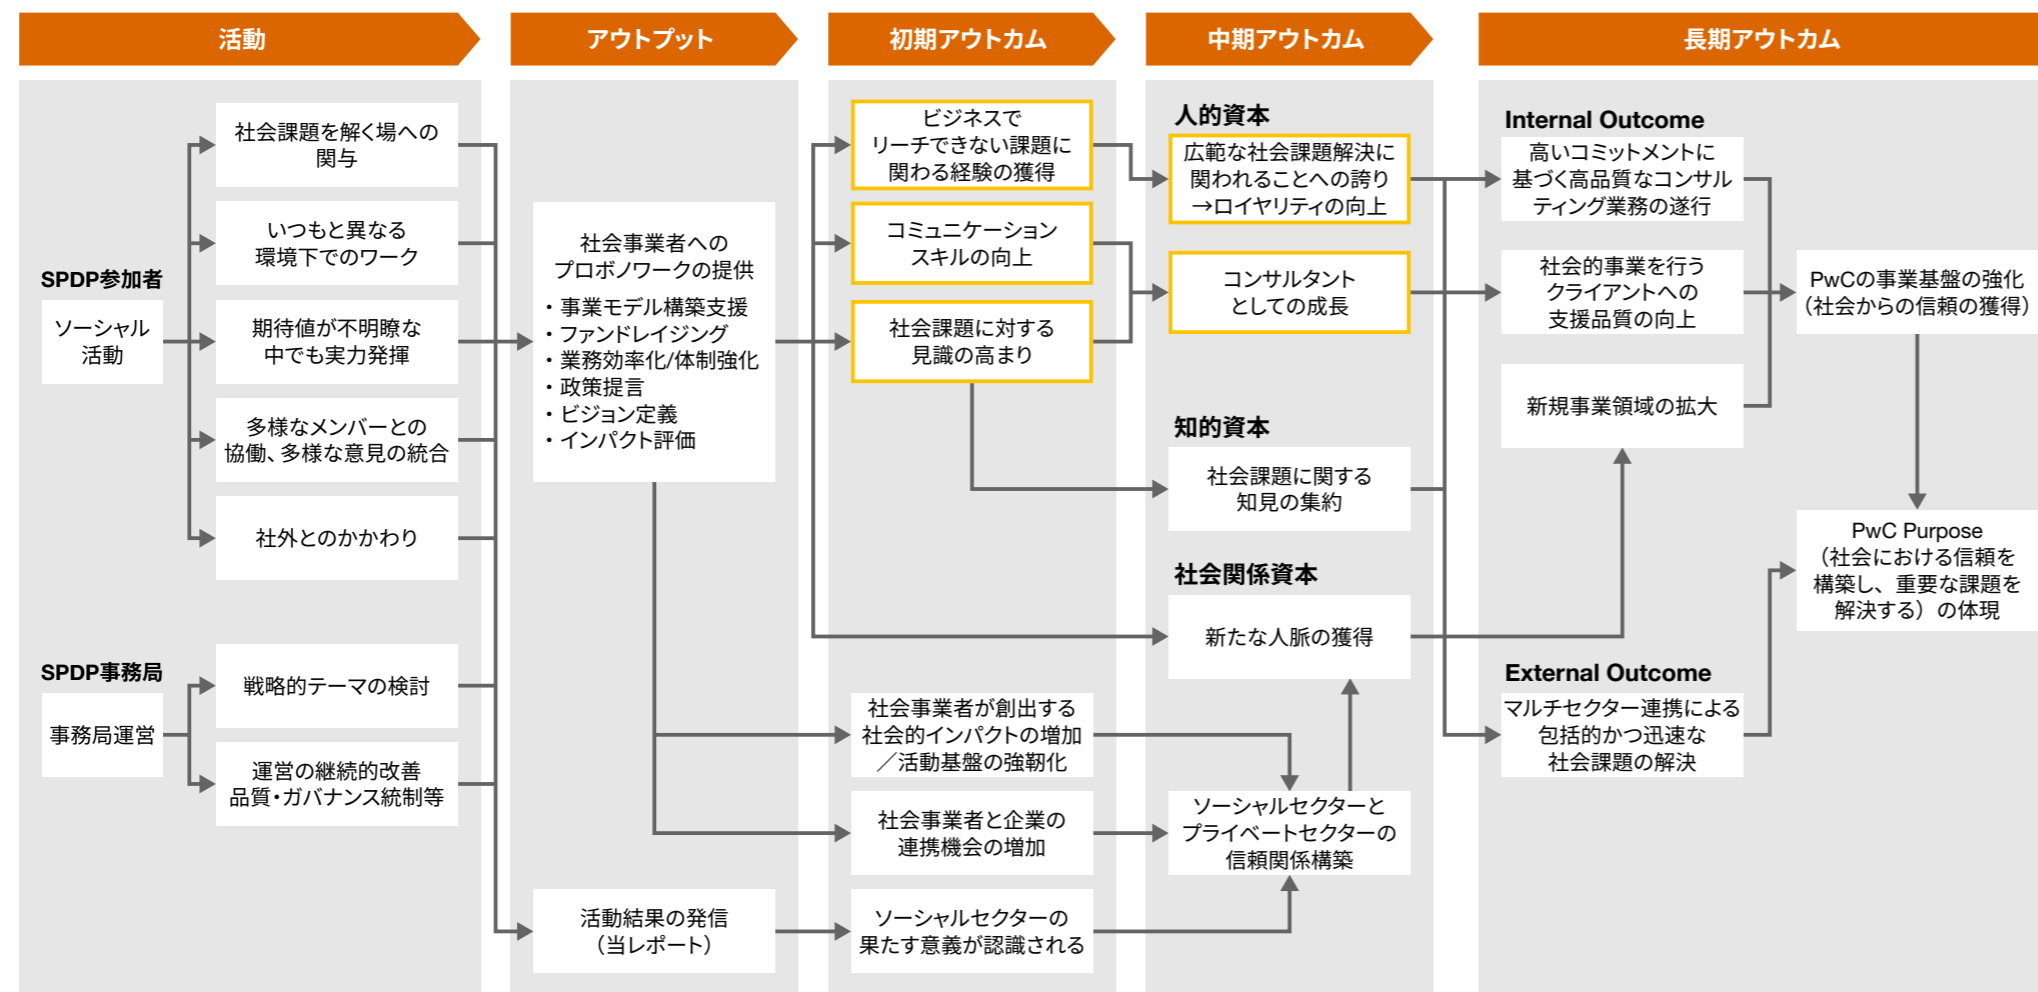 活動
アウトプット
初期アウトカム
中期アウトカム
長期アウトカム
SPDP参加者
ソーシャル
活動
社会課題を解く場への
関与
いつもと異なる
環境下でのワーク
期待値が不明瞭な
中でも実力発揮
多様なメンバーとの
協働、多様な意見の統合
社外とのかかわり
SPDP事務局
事務局運営
戦略的テーマの検討
運営の継続的改善
品質・ガバナンス統制等
社会事業者への
プロボノワークの提供
・事業モデル構築支援
・ファンドレイジング
・業務効率化/体制強化
・政策提言
・ビジョン定義
・インパクト評価
活動結果の発信
（当レポート）
ビジネスで
リーチできない課題に
関わる経験の獲得
コミュニケーション
スキルの向上
社会課題に対する
見識の高まり
社会事業者が創出する
社会的インパクトの増加
／活動基盤の強靭化
社会事業者と企業の
連携機会の増加
ソーシャルセクターの
果たす意義が認識される
人的資本
広範な社会課題解決に
関われることへの誇り
→ロイヤリティの向上
コンサルタント
としての成長
知的資本
社会課題に関する
知見の集約
社会関係資本
新たな人脈の獲得
ソーシャルセクターと
プライベートセクターの
信頼関係構築
Internal Outcome
高いコミットメントに
基づく高品質なコンサル
ティング業務の遂行
社会的事業を行う
クライアントへの
支援品質の向上
新規事業領域の拡大
External Outcome
マルチセクター連携による
包括的かつ迅速な
社会課題の解決
PwCの事業基盤の強化
（社会からの信頼の獲得）
PwC Purpose
（社会における信頼を
構築し、重要な課題を
解決する）の体現